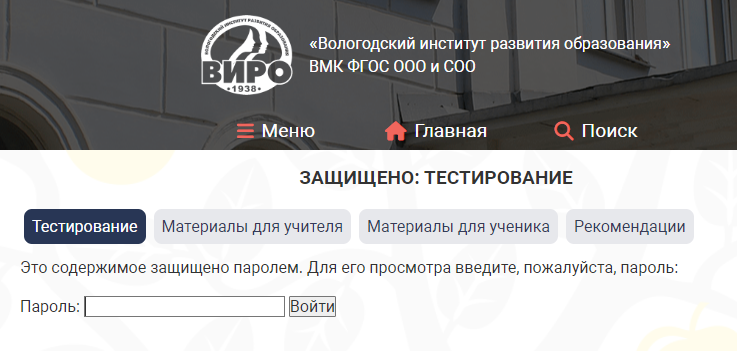 ВОЛОГОДСКИЙ ИНСТИТУТ РАЗВИТИЯ ОБРАЗОВАНИЯ
ВИРО
•1938•
«Вологодский институт развития образования»
ВМК ФГОС ООО и СОО
Меню Главная Поиск
ЗАЩИЩЕНО: ТЕСТИРОВАНИЕ
Тестирование Материалы для учителя Материалы для ученика Рекомендации
Это содержимое защищено паролем. Для его просмотра введите, пожалуйста, пароль:
Пароль: Войти